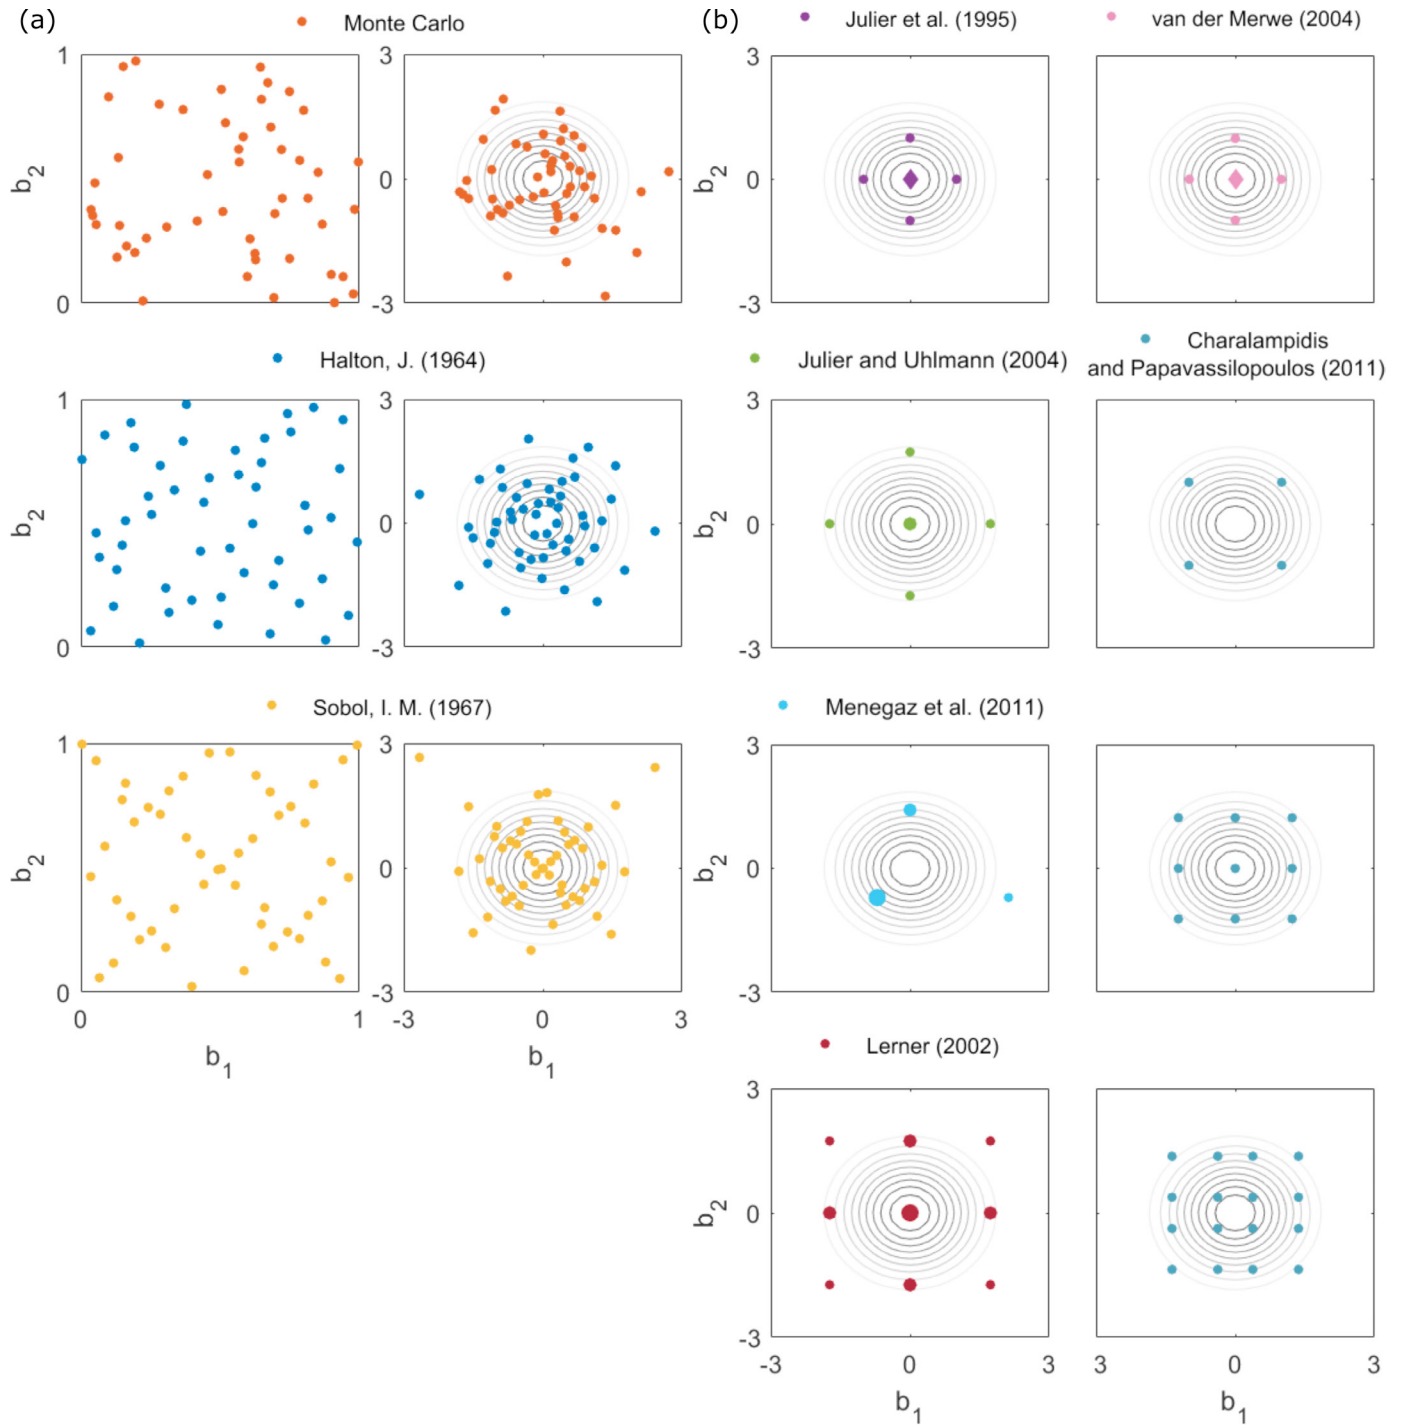 (a)
Monte Carlo
(b)
Julier et al. (1995)
van der Merwe (2004)
1
b2
0
3
0
-3
3
b2
0
-3
Halton, J. (1964)
Julier and Uhlmann (2004)
Charalampidis
and Papavassilopoulos (2011)
1
b2
0
3
0
-3
3
b2
0
-3
Sobol, I. M. (1967)
Menegaz et al. (2011)
1
b2
0
0
1
b1
3
0
-3
-3
0
3
b1
3
b2
0
-3
Lerner (2002)
3
b2
0
-3
-3
0
3
b1
3
0
3
b1